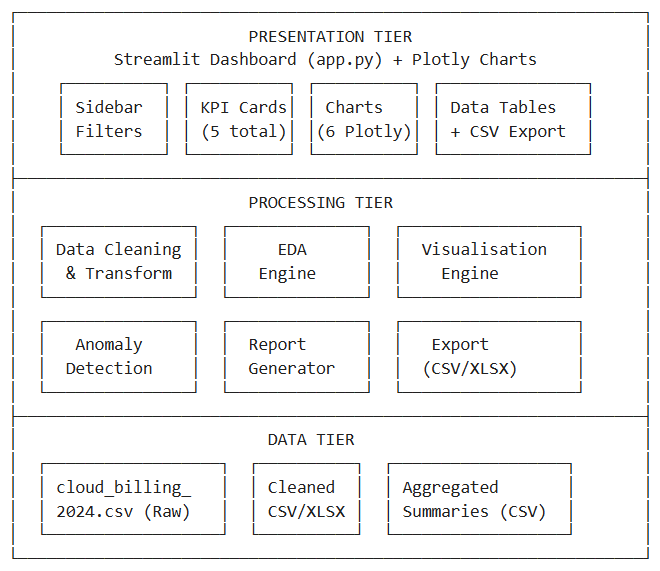 PRESENTATION TIER
Streamlit Dashboard (app.py) + Plotly Charts
Sidebar Filters
KPI Cards (5 total)
Charts (6 Plotly)
Data Tables + CSV Export
PROCESSING TIER
Data Cleaning & Transform
EDA Engine
Visualisation Engine
Anomaly Detection
Report Generator
Export (CSV/XLSX)
DATA TIER
cloud_billing_ 2024.csv (Raw)
Cleaned CSV/XLSX
Aggregated Summaries (CSV)